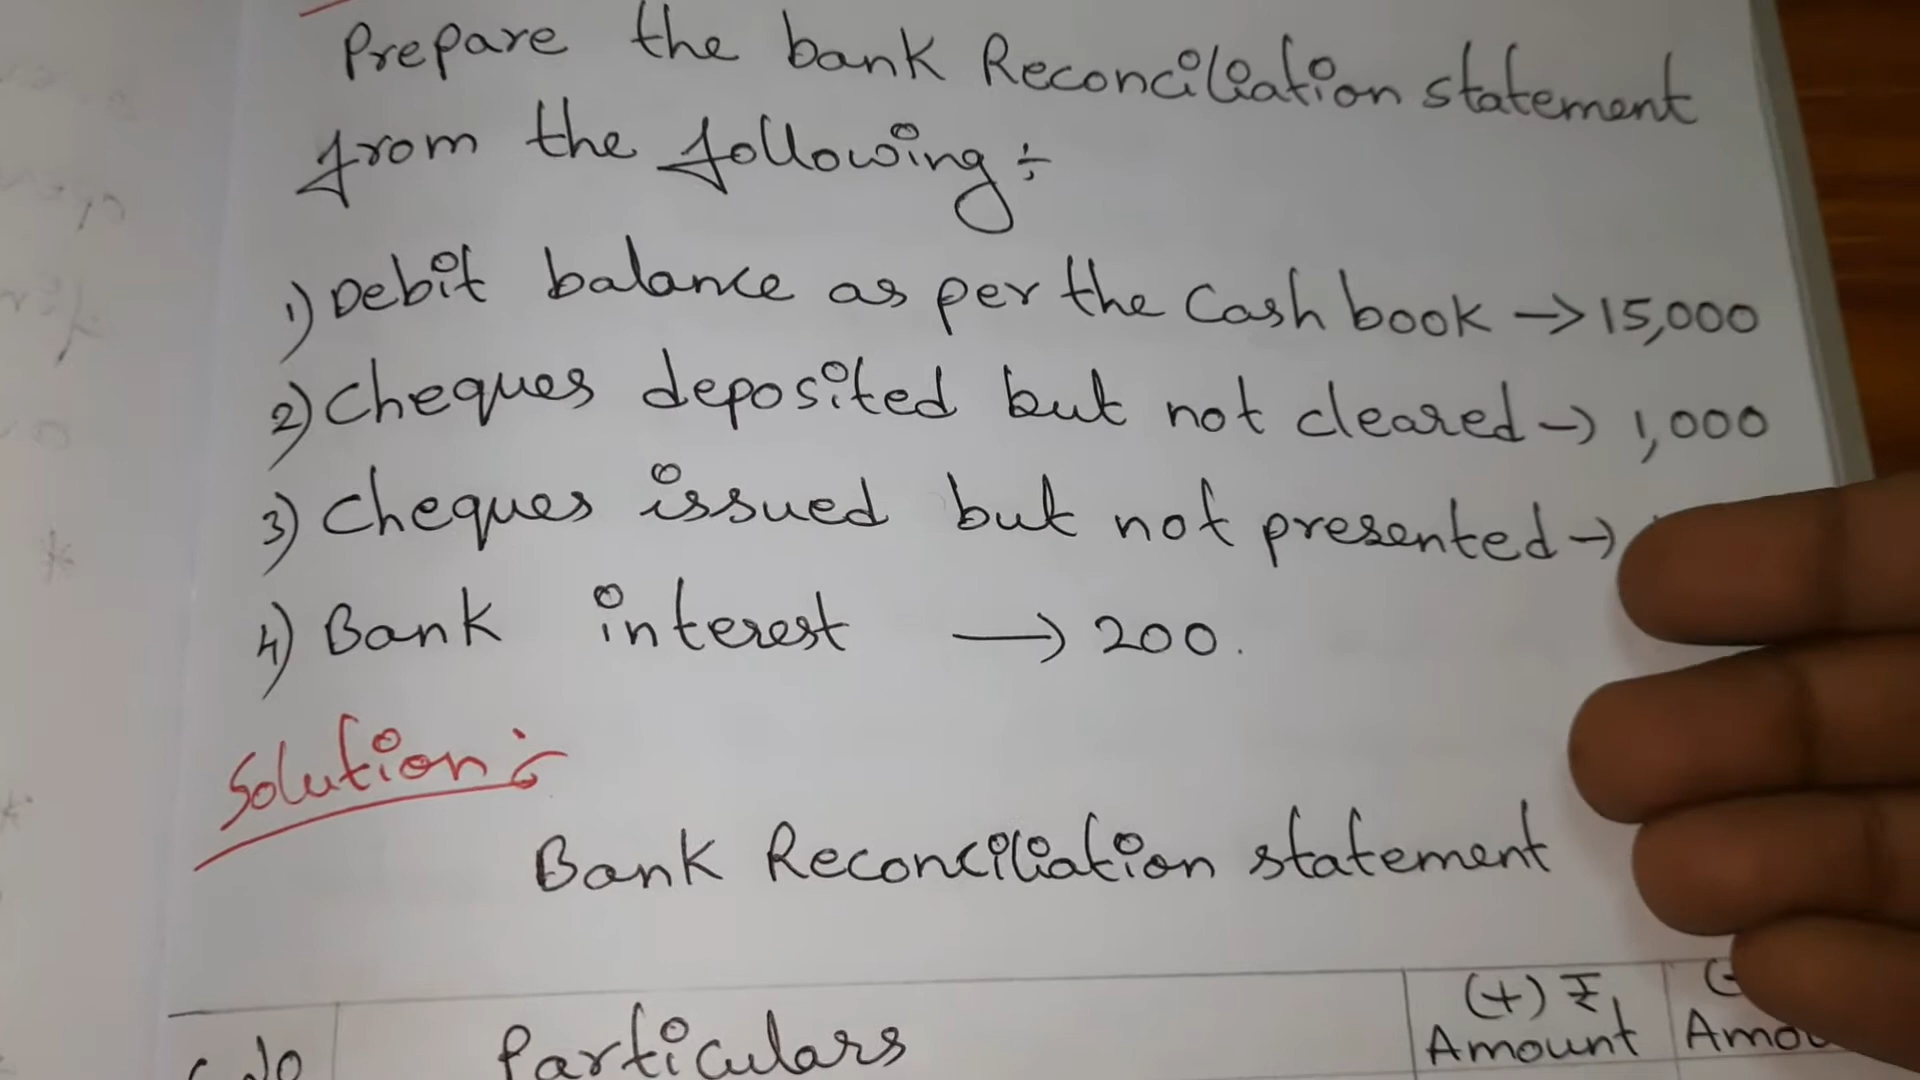 Prepare the bank Reconciliation statement
from the following ÷
1) Debit balance as per the Cash book → 15,000
2) Cheques deposited but not cleared → 1,000
3) Cheques issued but not presented →
4) Bank interest → 200.
Solution :-
Bank Reconciliation statement
Particulars
(+) ₹
Amount